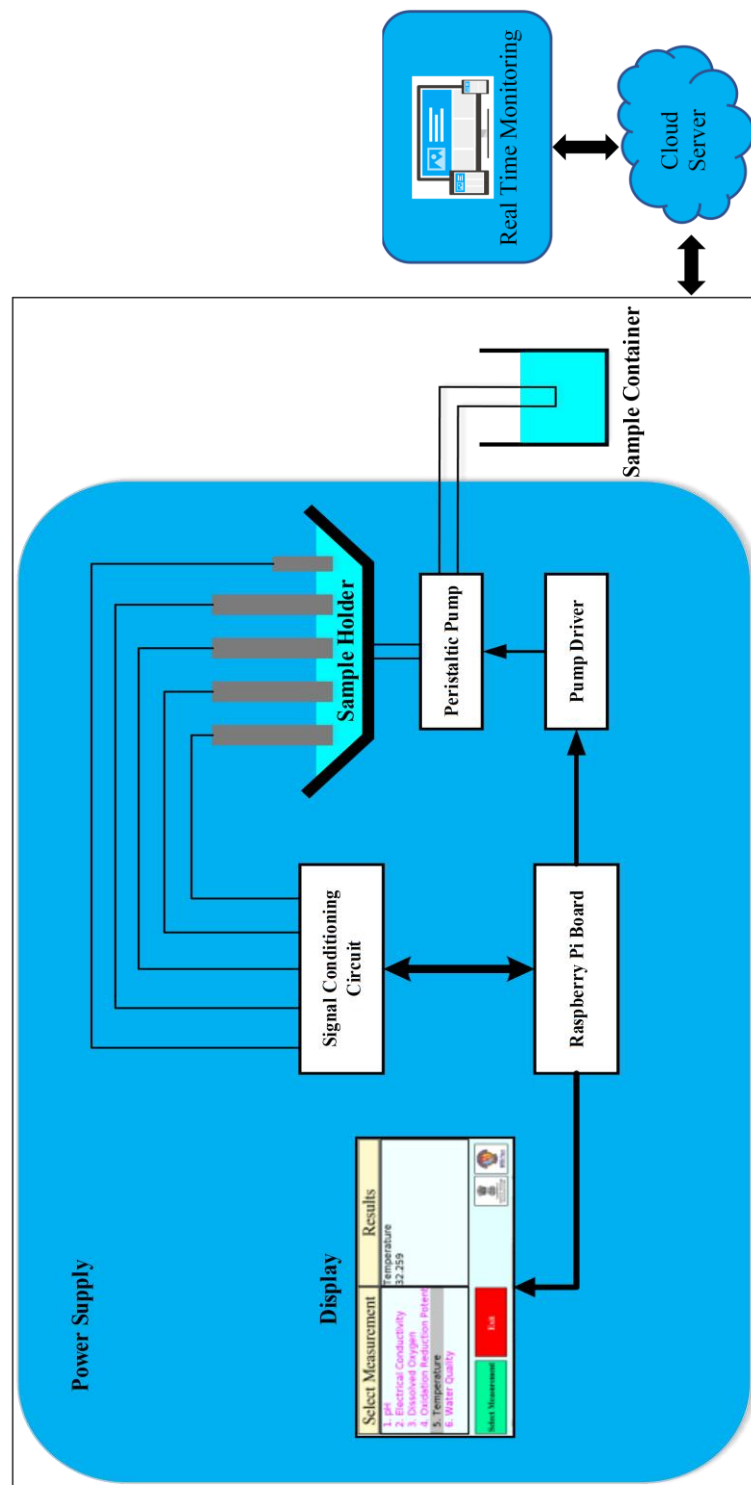 Power Supply
Display
Select Measurement
Results
1. pH
2. Electrical Conductivity
3. Dissolved Oxygen
4. Oxidation Reduction Potent
5. Temperature
6. Water Quality
Temperature
32.259
Select Measurement
Exit
Signal Conditioning
Circuit
Raspberry Pi Board
Sample Holder
Peristaltic Pump
Pump Driver
Sample Container
Real Time Monitoring
Cloud
Server